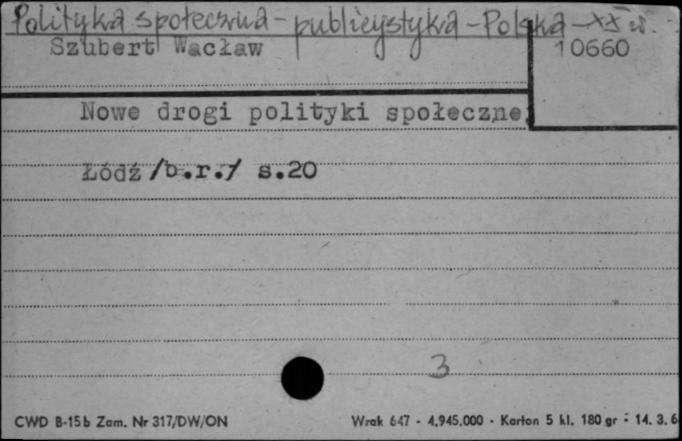 Polityka społeczna - publicystyka - Polska - XX w.
Szubert Wacław
10660
Nowe drogi polityki społeczne
Łódź /b.r./ s.20
3
CWD B-15b Zam. Nr 317/DW/ON
Wrak 647 - 4,945.000 - Karton 5 kl. 180 gr - 14. 3. 6